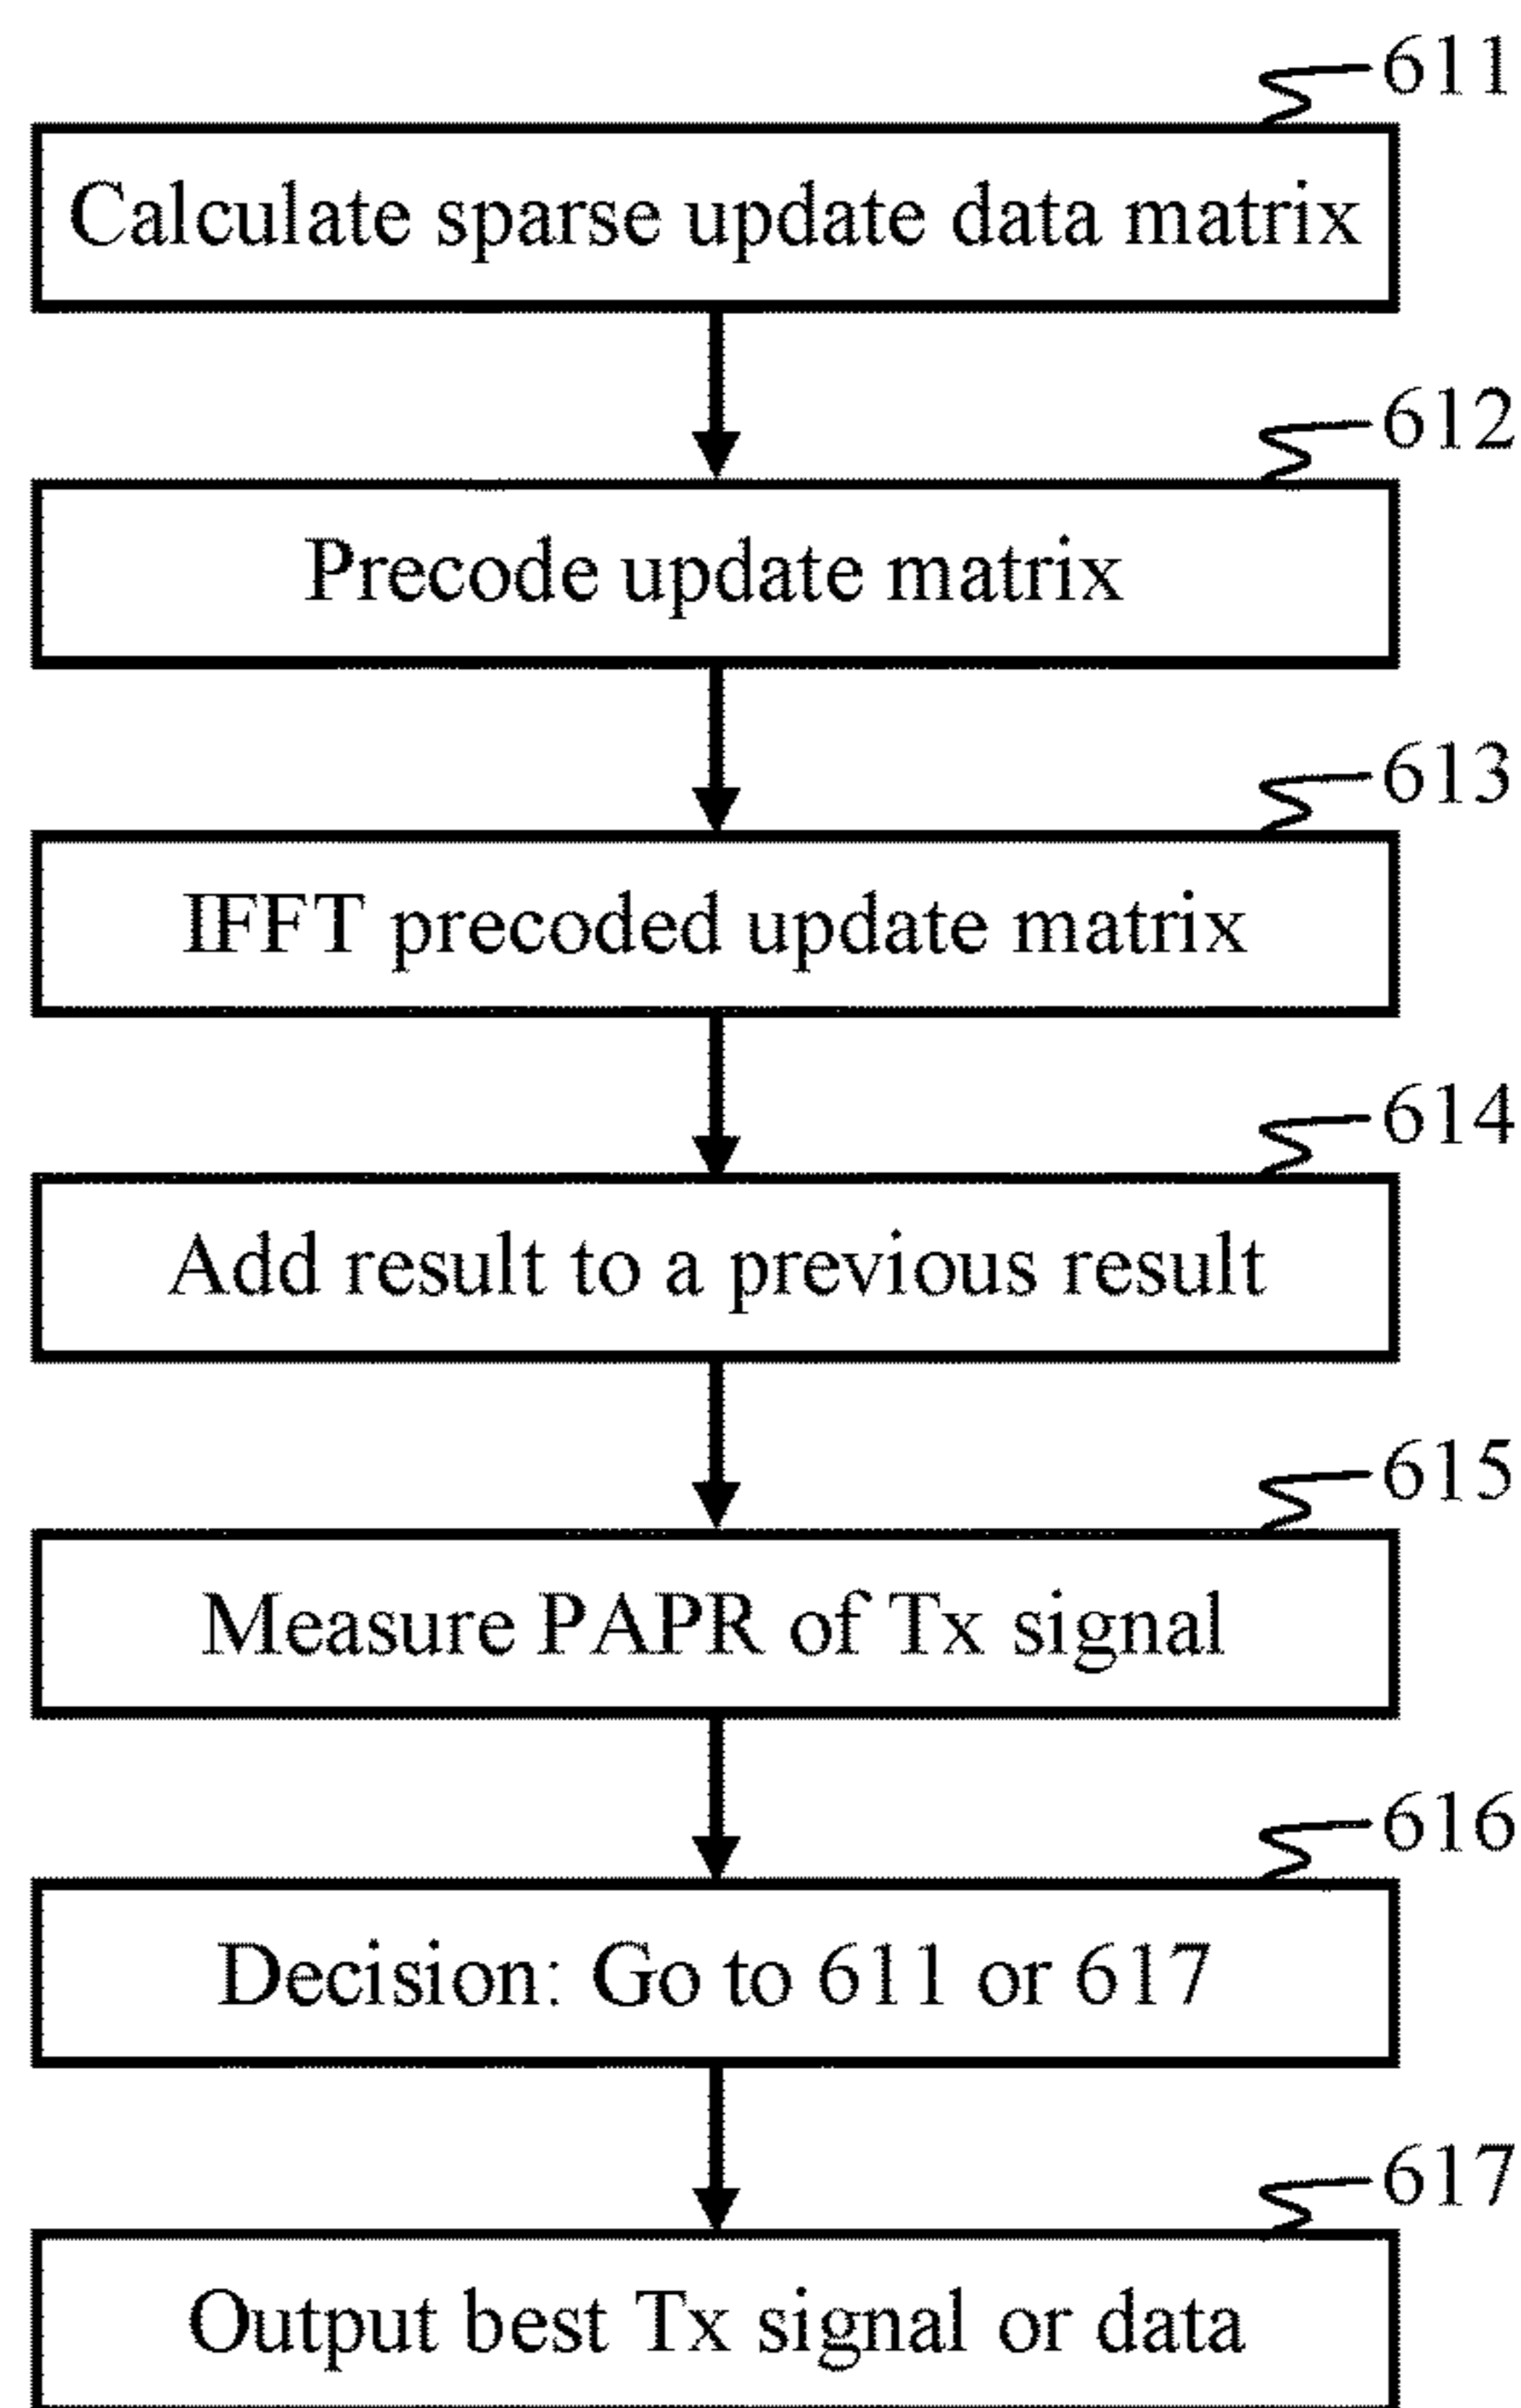 611
Calculate sparse update data matrix
612
Precode update matrix
613
IFFT precoded update matrix
614
Add result to a previous result
615
Measure PAPR of Tx signal
616
Decision: Go to 611 or 617
617
Output best Tx signal or data